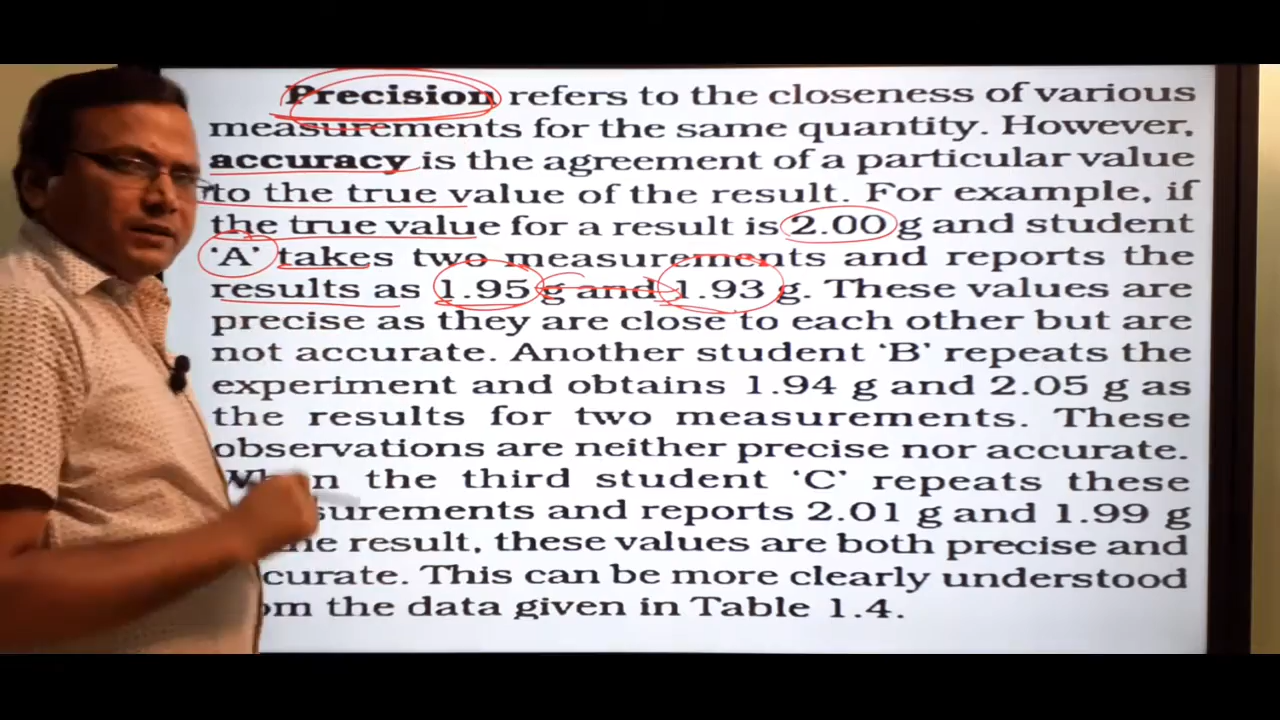 Precision refers to the closeness of various
measurements for the same quantity. However,
accuracy is the agreement of a particular value
to the true value of the result. For example, if
the true value for a result is 2.00 g and student
‘A’ takes two measurements and reports the
results as 1.95 g and 1.93 g. These values are
precise as they are close to each other but are
not accurate. Another student ‘B’ repeats the
experiment and obtains 1.94 g and 2.05 g as
the results for two measurements. These
observations are neither precise nor accurate.
the third student ‘C’ repeats these
surements and reports 2.01 g and 1.99 g
result, these values are both precise and
curate. This can be more clearly understood
om the data given in Table 1.4.